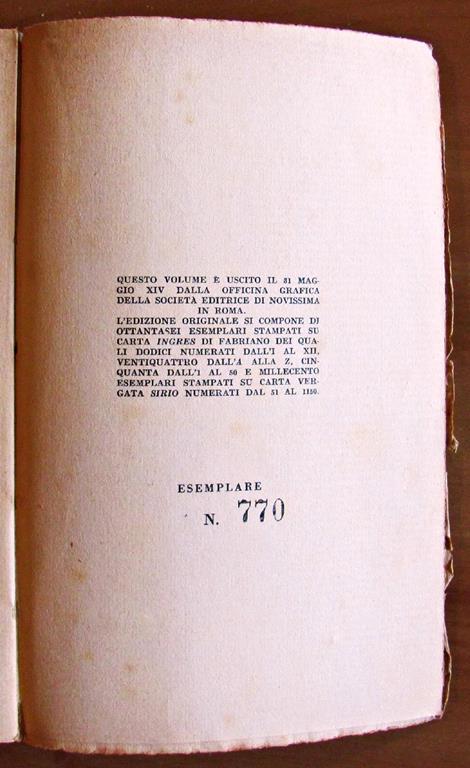 QUESTO VOLUME È USCITO IL 31 MAG-
GIO XIV DALLA OFFICINA GRAFICA
DELLA SOCIETÀ EDITRICE DI NOVISSIMA
IN ROMA.
L'EDIZIONE ORIGINALE SI COMPONE DI
OTTANTASEI ESEMPLARI STAMPATI SU
CARTA INGRES DI FABRIANO DEI QUA-
LI DODICI NUMERATI DALL'I AL XII,
VENTIQUATTRO DALL'A ALLA Z, CIN-
QUANTA DALL'1 AL 50 E MILLECENTO
ESEMPLARI STAMPATI SU CARTA VER-
GATA SIRIO NUMERATI DAL 51 AL 1150.
ESEMPLARE
N. 770